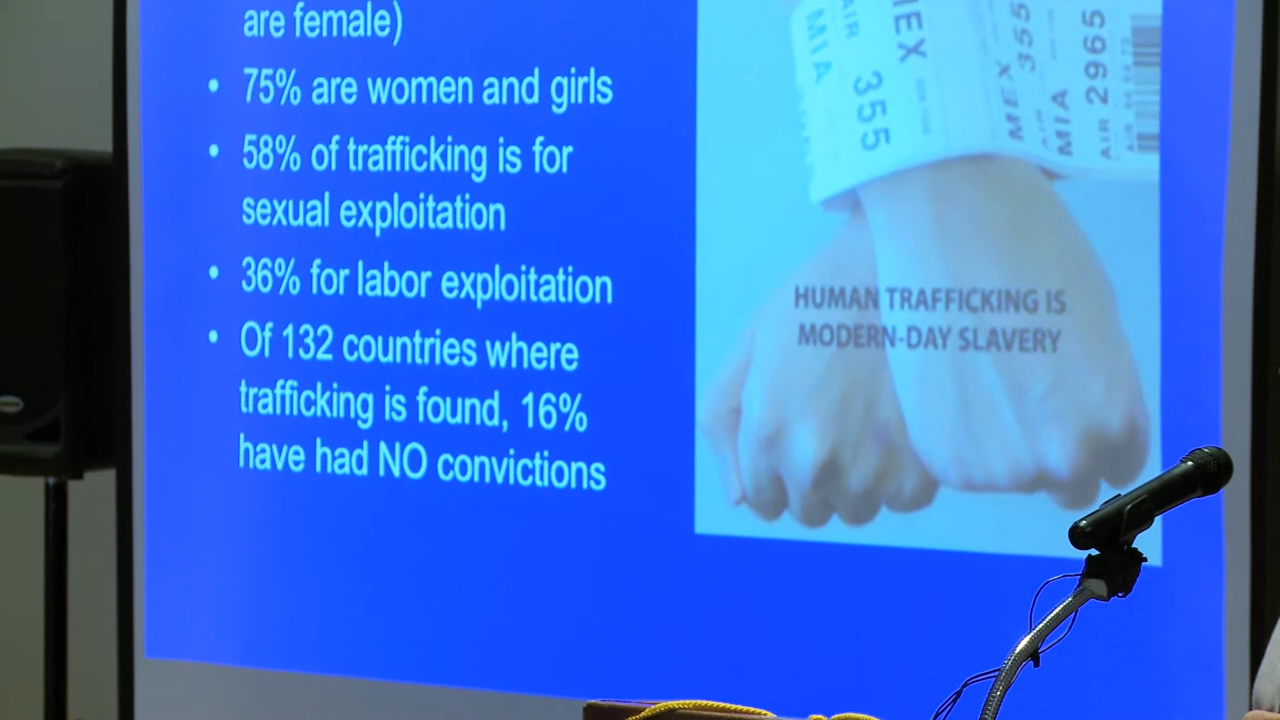 are female)
• 75% are women and girls
• 58% of trafficking is for
sexual exploitation
• 36% for labor exploitation
• Of 132 countries where
trafficking is found, 16%
have had NO convictions
MIA
AIR 355
MEX
MEX 355
MIA
AIR 2965
HUMAN TRAFFICKING IS
MODERN-DAY SLAVERY